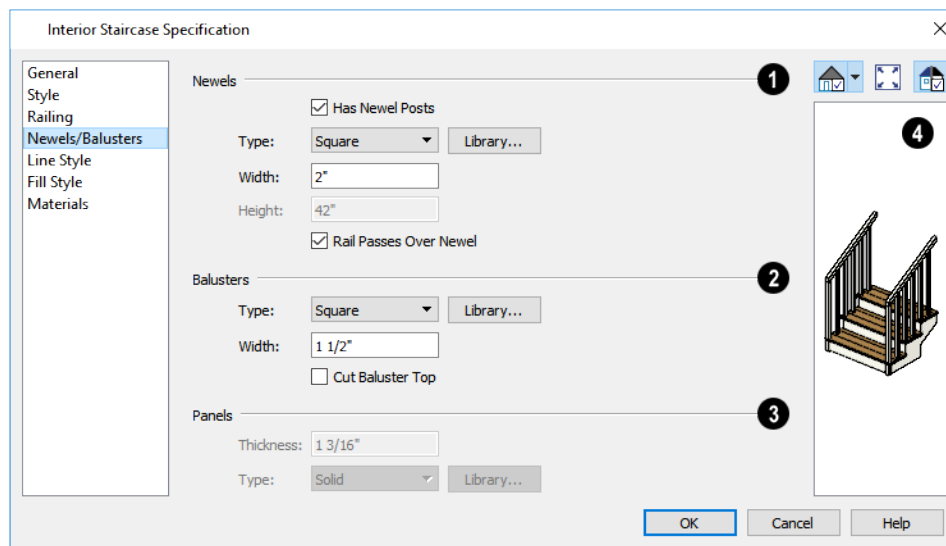 Interior Staircase Specification
General
Style
Railing
Newels/Balusters
Line Style
Fill Style
Materials
Newels
1
Has Newel Posts
Type: Square Library...
Width: 2"
Height: 42"
Rail Passes Over Newel
Balusters
2
Type: Square Library...
Width: 1 1/2"
Cut Baluster Top
Panels
3
Thickness: 1 3/16"
Type: Solid Library...
4
OK Cancel Help